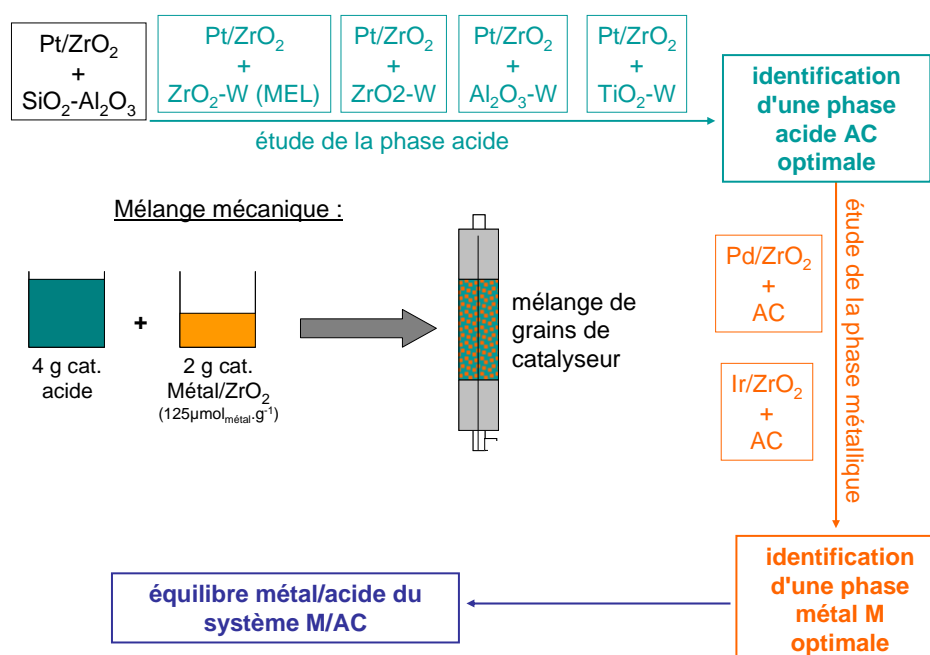 Pt/ZrO₂
+
SiO₂-Al₂O₃
Pt/ZrO₂
+
ZrO₂-W (MEL)
Pt/ZrO₂
+
ZrO2-W
Pt/ZrO₂
+
Al₂O₃-W
Pt/ZrO₂
+
TiO₂-W
étude de la phase acide
identification
d'une phase
acide AC
optimale
Mélange mécanique :
4 g cat.
acide
+
2 g cat.
Métal/ZrO₂
(125µmolmétal.g⁻¹)
mélange de
grains de
catalyseur
étude de la phase métallique
Pd/ZrO₂
+
AC
Ir/ZrO₂
+
AC
identification
d'une phase
métal M
optimale
équilibre métal/acide du
système M/AC